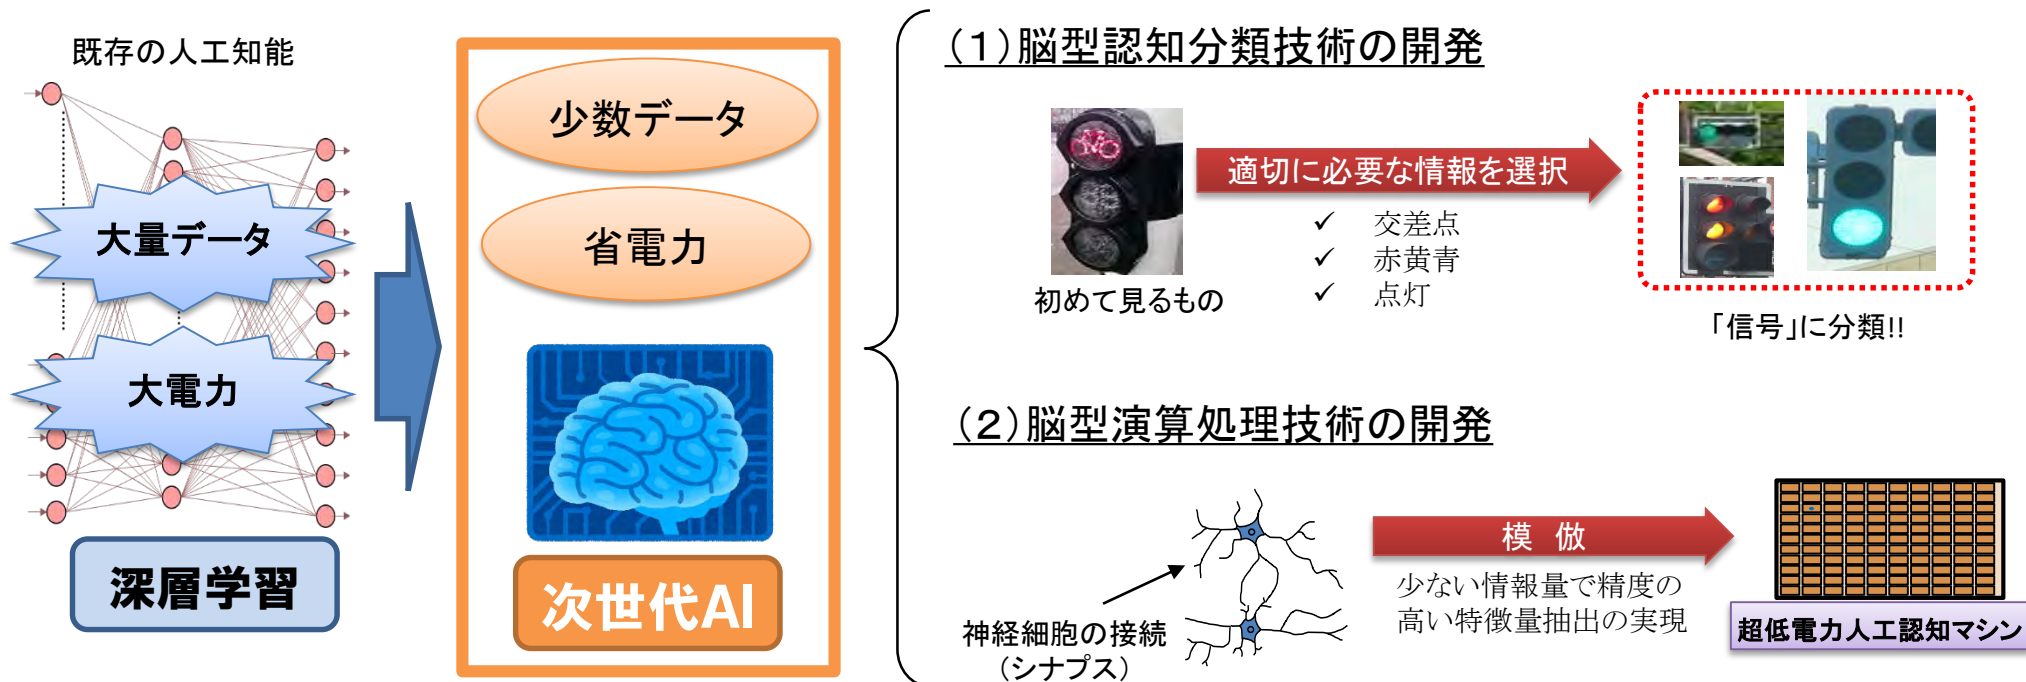 既存の人工知能
大量データ
大電力
深層学習
少数データ
省電力
次世代AI
(1)脳型認知分類技術の開発
初めて見るもの
適切に必要な情報を選択
✓ 交差点
✓ 赤黄青
✓ 点灯
「信号」に分類!!
(2)脳型演算処理技術の開発
神経細胞の接続
(シナプス)
模 倣
少ない情報量で精度の
高い特徴量抽出の実現
超低電力人工認知マシン